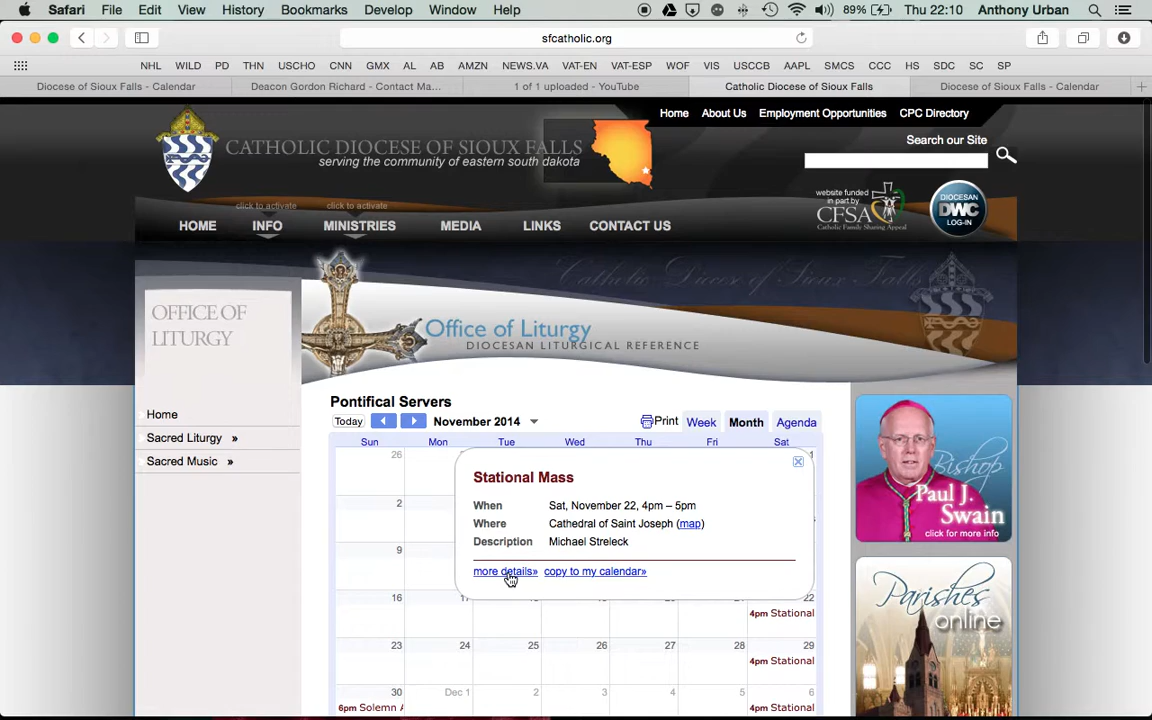 Safari File Edit View History Bookmarks Develop Window Help 89% Thu 22:10 Anthony Urban
sfcatholic.org
NHL WILD PD THN USCHO CNN GMX AL AB AMZN NEWS.VA VAT-EN VAT-ESP WOF VIS USCCB AAPL SMCS CCC HS SDC SC SP
Diocese of Sioux Falls - Calendar Deacon Gordon Richard - Contact Ma... 1 of 1 uploaded - YouTube Catholic Diocese of Sioux Falls Diocese of Sioux Falls - Calendar
Home About Us Employment Opportunities CPC Directory
CATHOLIC DIOCESE OF SIOUX FALLS
serving the community of eastern south dakota
Search our Site
click to activate click to activate
HOME INFO MINISTRIES MEDIA LINKS CONTACT US
website funded
in part by
CFSA
Catholic Family Sharing Appeal
DIOCESAN
DWC
LOG-IN
Catholic Diocese of Sioux Falls
OFFICE OF
LITURGY
Office of Liturgy
DIOCESAN LITURGICAL REFERENCE
Home
Sacred Liturgy »
Sacred Music »
Pontifical Servers
Today November 2014 Print Week Month Agenda
Sun Mon Tue Wed Thu Fri Sat
26 1
2
9
16 17 22
4pm Stational
23 24 25 26 27 28 29
4pm Stational
30 Dec 1 2 3 4 5 6
6pm Solemn A 4pm Stational
Stational Mass
When Sat, November 22, 4pm – 5pm
Where Cathedral of Saint Joseph (map)
Description Michael Streieck
more details» copy to my calendar»
Bishop
Paul J.
Swain
click for more info
Parishes
online